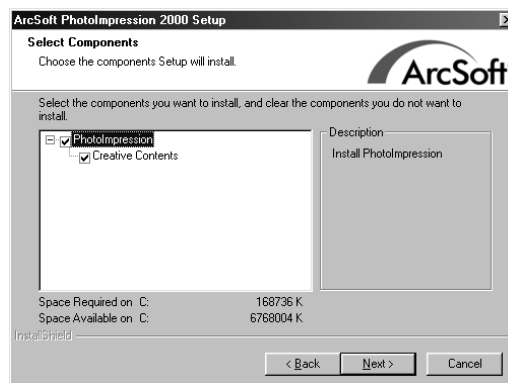 ArcSoft PhotoImpression 2000 Setup
Select Components
Choose the components Setup will install.
ArcSoft
Select the components you want to install, and clear the components you do not want to
install.
PhotoImpression
Creative Contents
Description
Install PhotoImpression
Space Required on C: 168736 K
Space Available on C: 6768004 K
InstallShield
< Back Next > Cancel